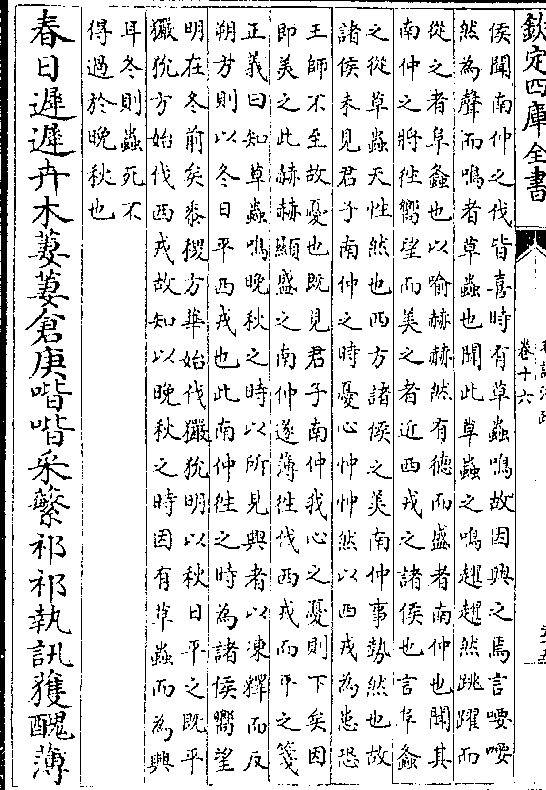 欽定四庫全書
卷十六
侯聞南仲之伐皆喜時有草蟲鳴故因興之焉言喓喓
然為聲而鳴者草蟲也聞此草蟲之鳴趯趯然跳躍而
從之者阜螽也以喻赫赫然有德而盛者南仲也聞其
南仲之將徃嚮望而美之者近西戎之諸侯也言阜螽
之從草蟲天性然也西方諸侯之美南仲事勢然也故
諸侯未見君子南仲之時憂心忡忡然以西戎為患恐
王師不至故憂也既見君子南仲我心之憂則下矣因
即美之此赫赫顯盛之南仲遂薄徃伐西戎而平之箋
正義曰知草蟲鳴晚秋之時以所見興者以凍釋而反
朔方則以冬日平西戎也此南仲徃之時為諸侯嚮望
明在冬前矣黍稷方華始伐玁狁明以秋日平之既平
玁狁方始伐西戎故知以晚秋之時因有草蟲而為興
耳冬則蟲死不
得過於晚秋也
春日遲遲卉木萋萋倉庚喈喈采蘩祁祁執訊獲醜薄